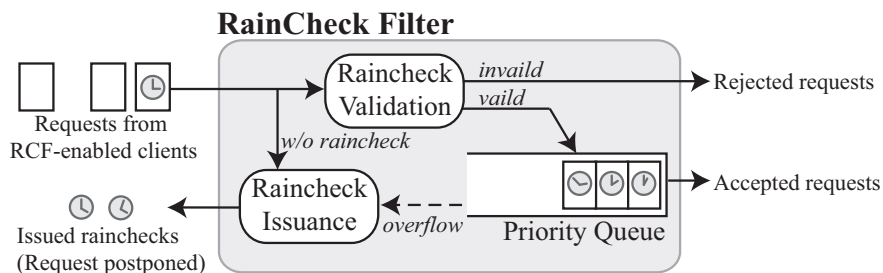 RainCheck Filter
Requests from
RCF-enabled clients
Raincheck
Validation
invaild
vaild
Rejected requests
w/o raincheck
Raincheck
Issuance
overflow
Priority Queue
Accepted requests
Issued rainchecks
(Request postponed)